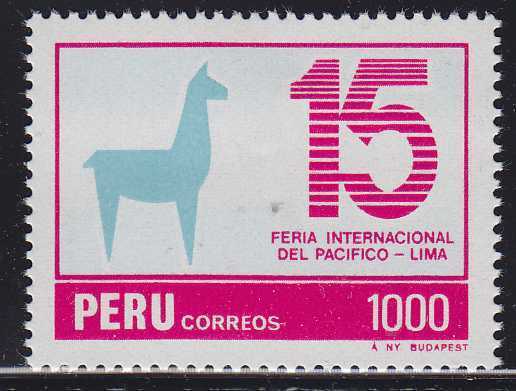 15
FERIA INTERNACIONAL
DEL PACIFICO – LIMA
PERU CORREOS 1000
Á NY. BUDAPEST